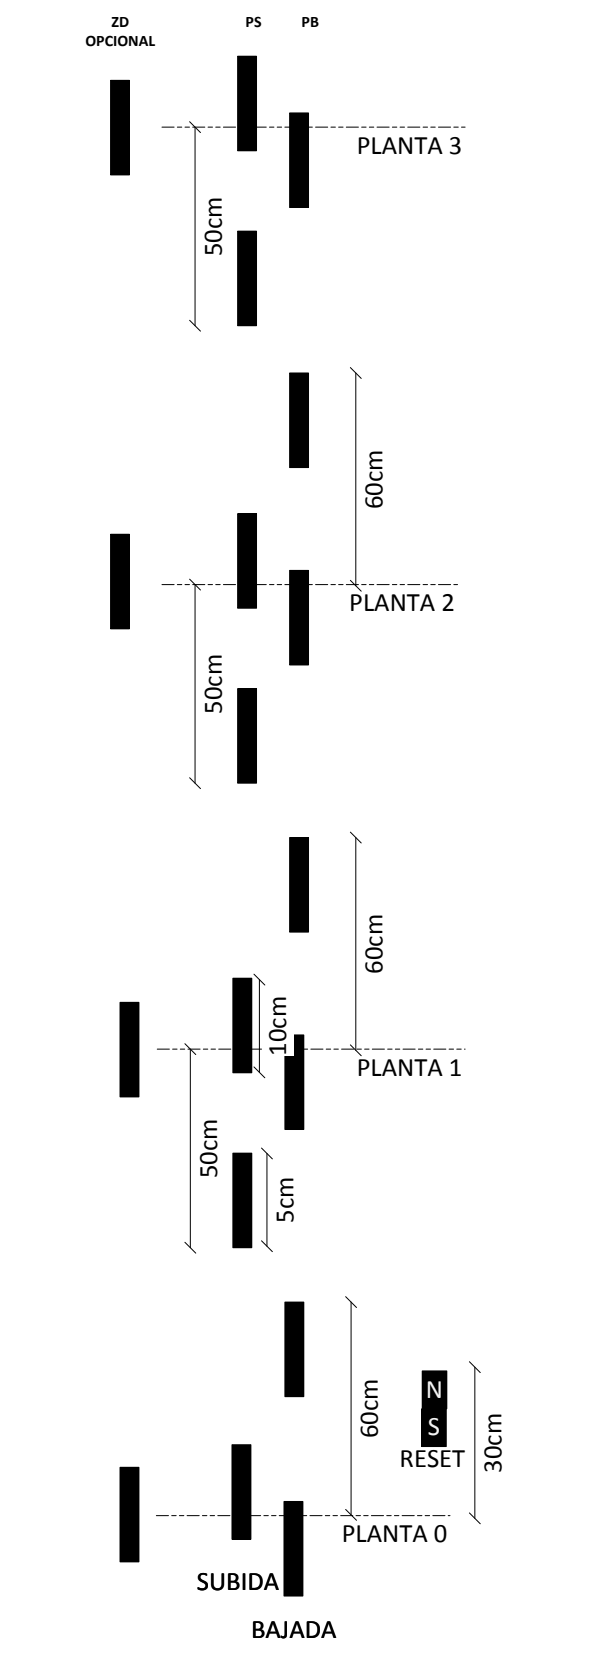 ZD
OPCIONAL
PS
PB
PLANTA 3
50cm
60cm
PLANTA 2
50cm
60cm
10cm
PLANTA 1
50cm
5cm
60cm
N
S
RESET
30cm
PLANTA 0
SUBIDA
BAJADA